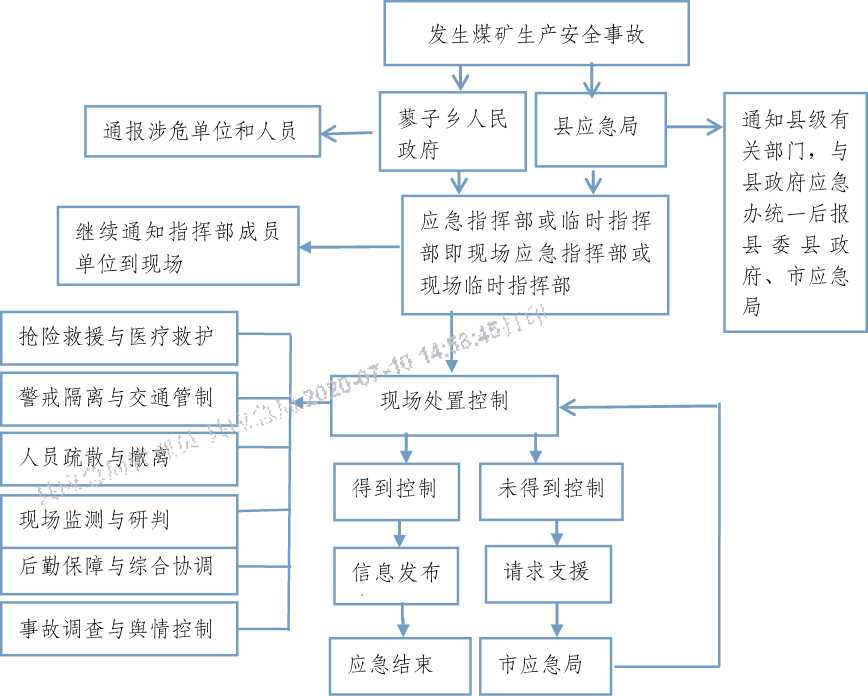 发生煤矿生产安全事故
通报涉危单位和人员
蓼子乡人民
政府
县应急局
通知县级有
关部门，与
县政府应急
办统一后报
县委县政
府、市应急
局
继续通知指挥部成员
单位到现场
应急指挥部或临时指挥
部即现场应急指挥部或
现场临时指挥部
抢险救援与医疗救护
警戒隔离与交通管制
人员疏散与撤离
现场监测与研判
后勤保障与综合协调
事故调查与舆情控制
现场处置控制
得到控制
未得到控制
信息发布
请求支援
应急结束
市应急局
2020-07-10 14:58:45打印